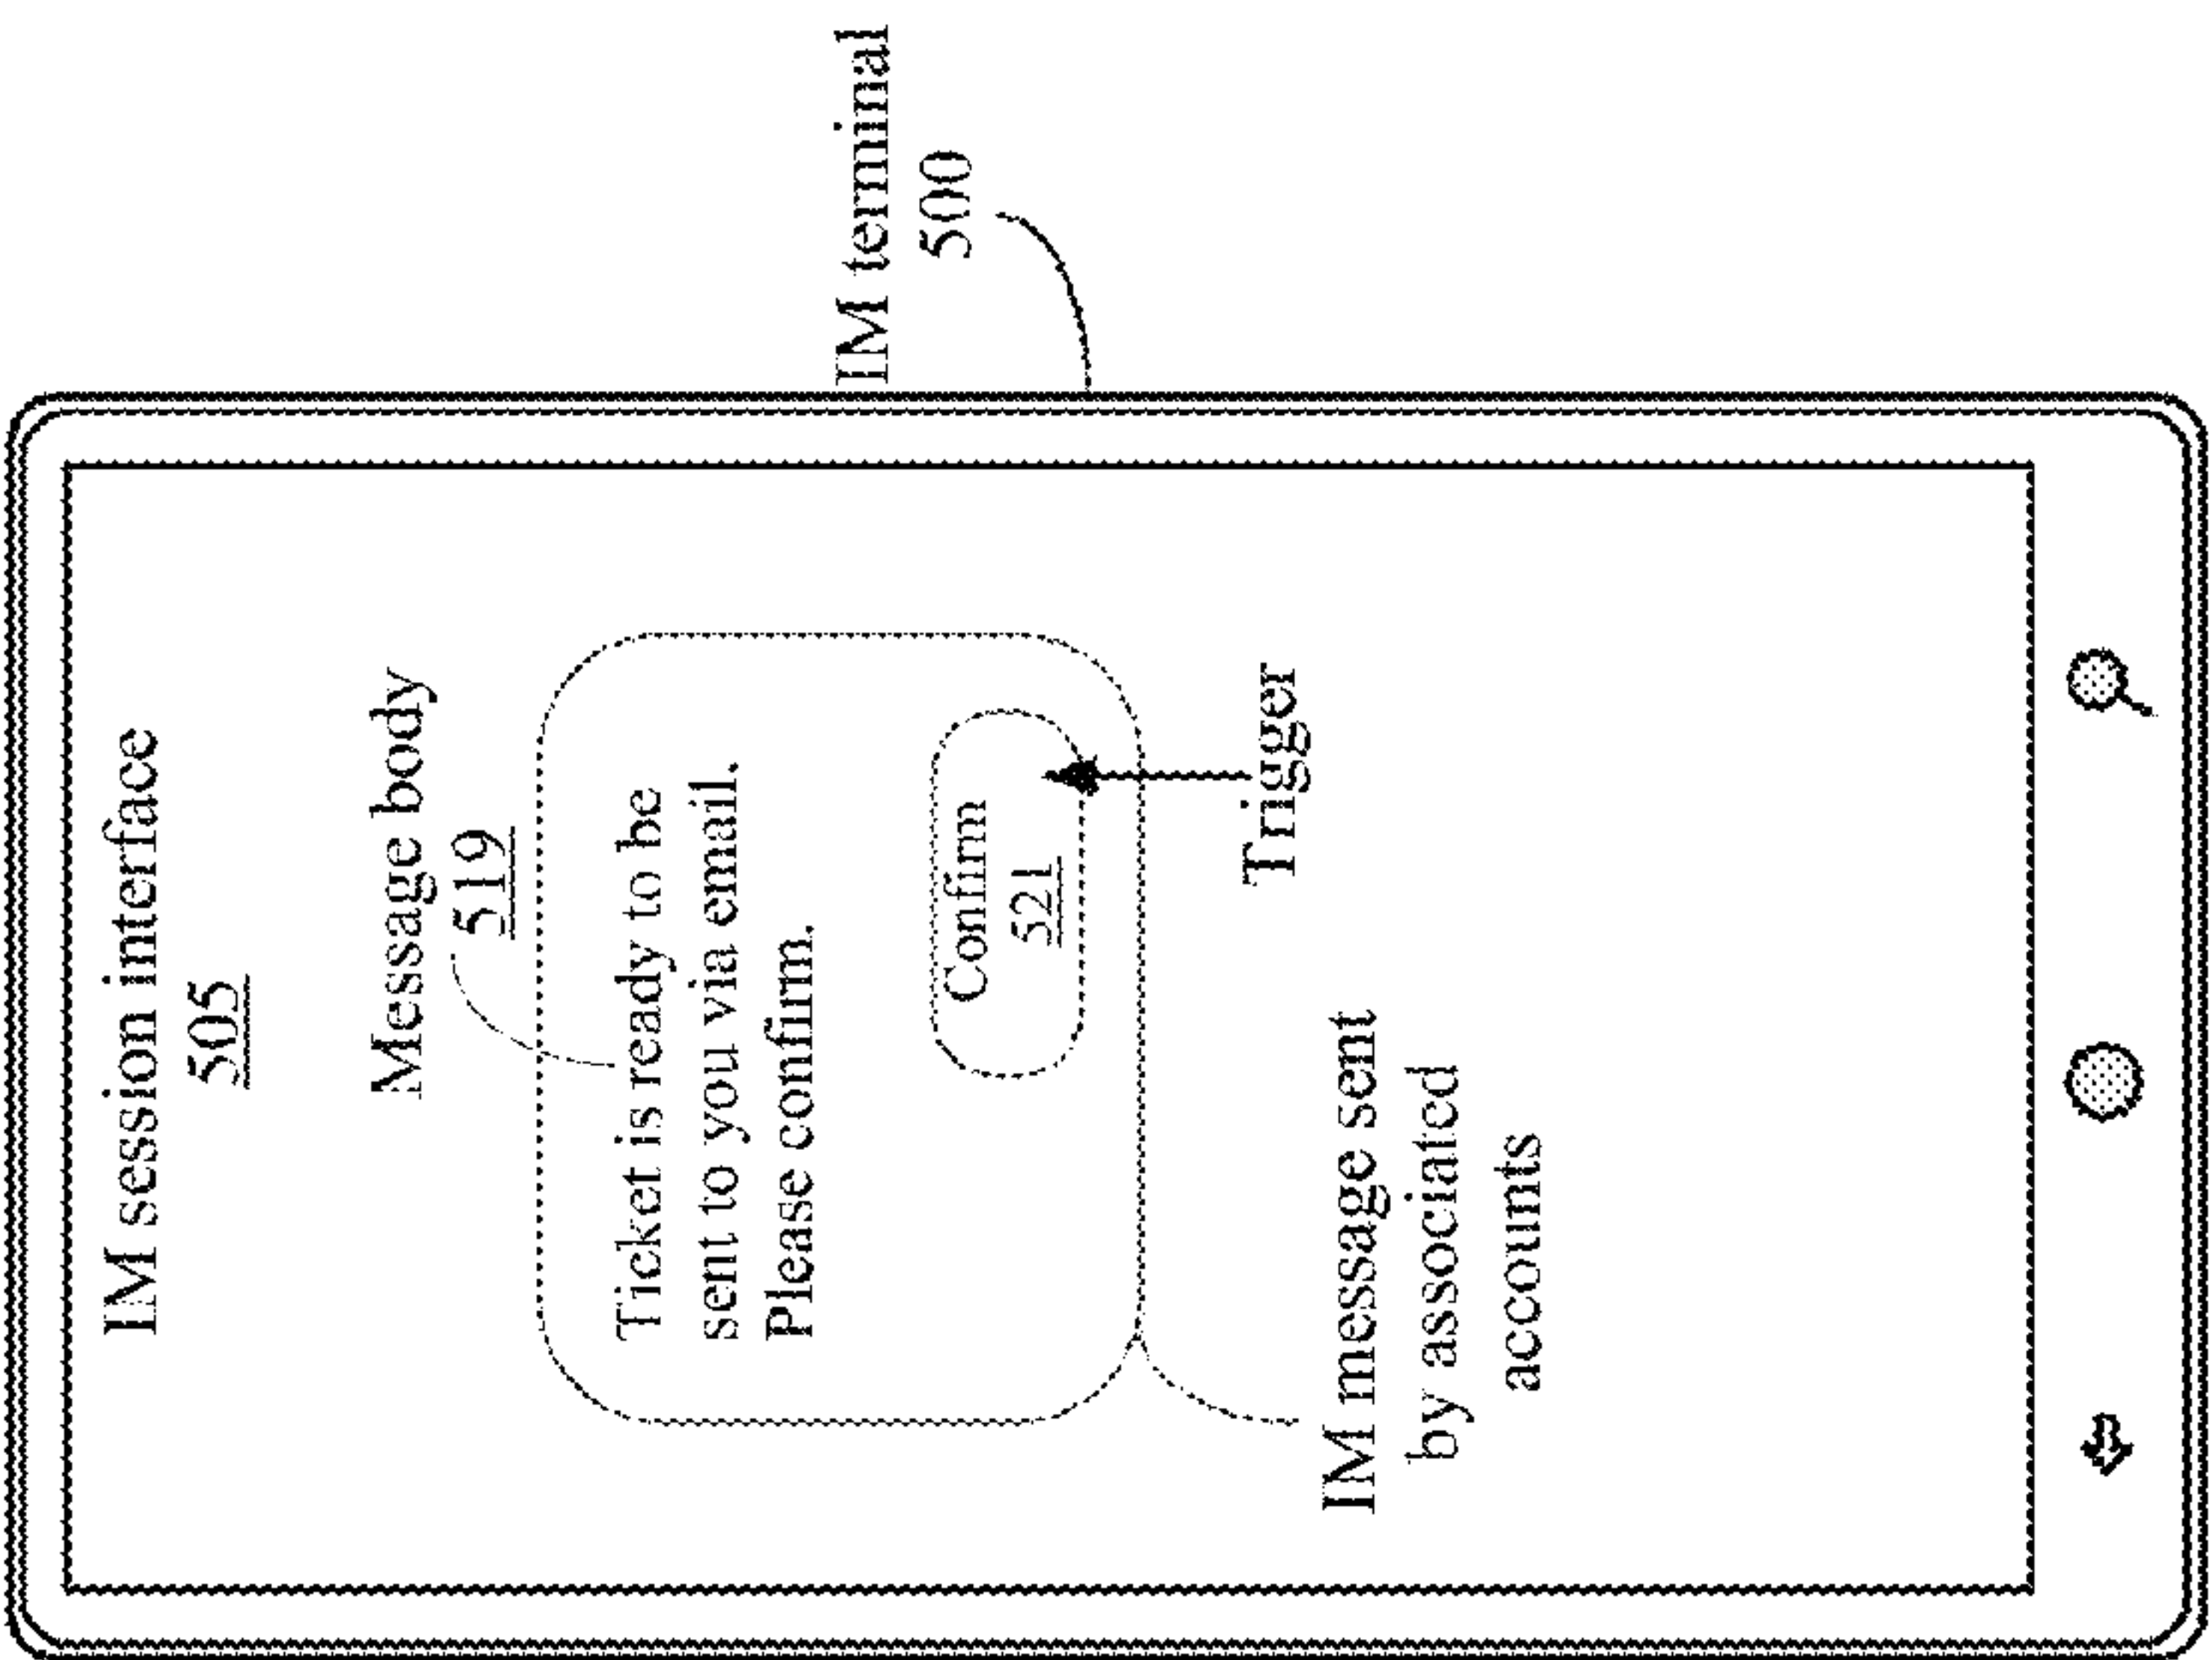 IM session interface
505
Message body
519
Ticket is ready to be
sent to you via email.
Please confirm.
Confirm
521
Trigger
IM message sent
by associated
accounts
IM terminal
500